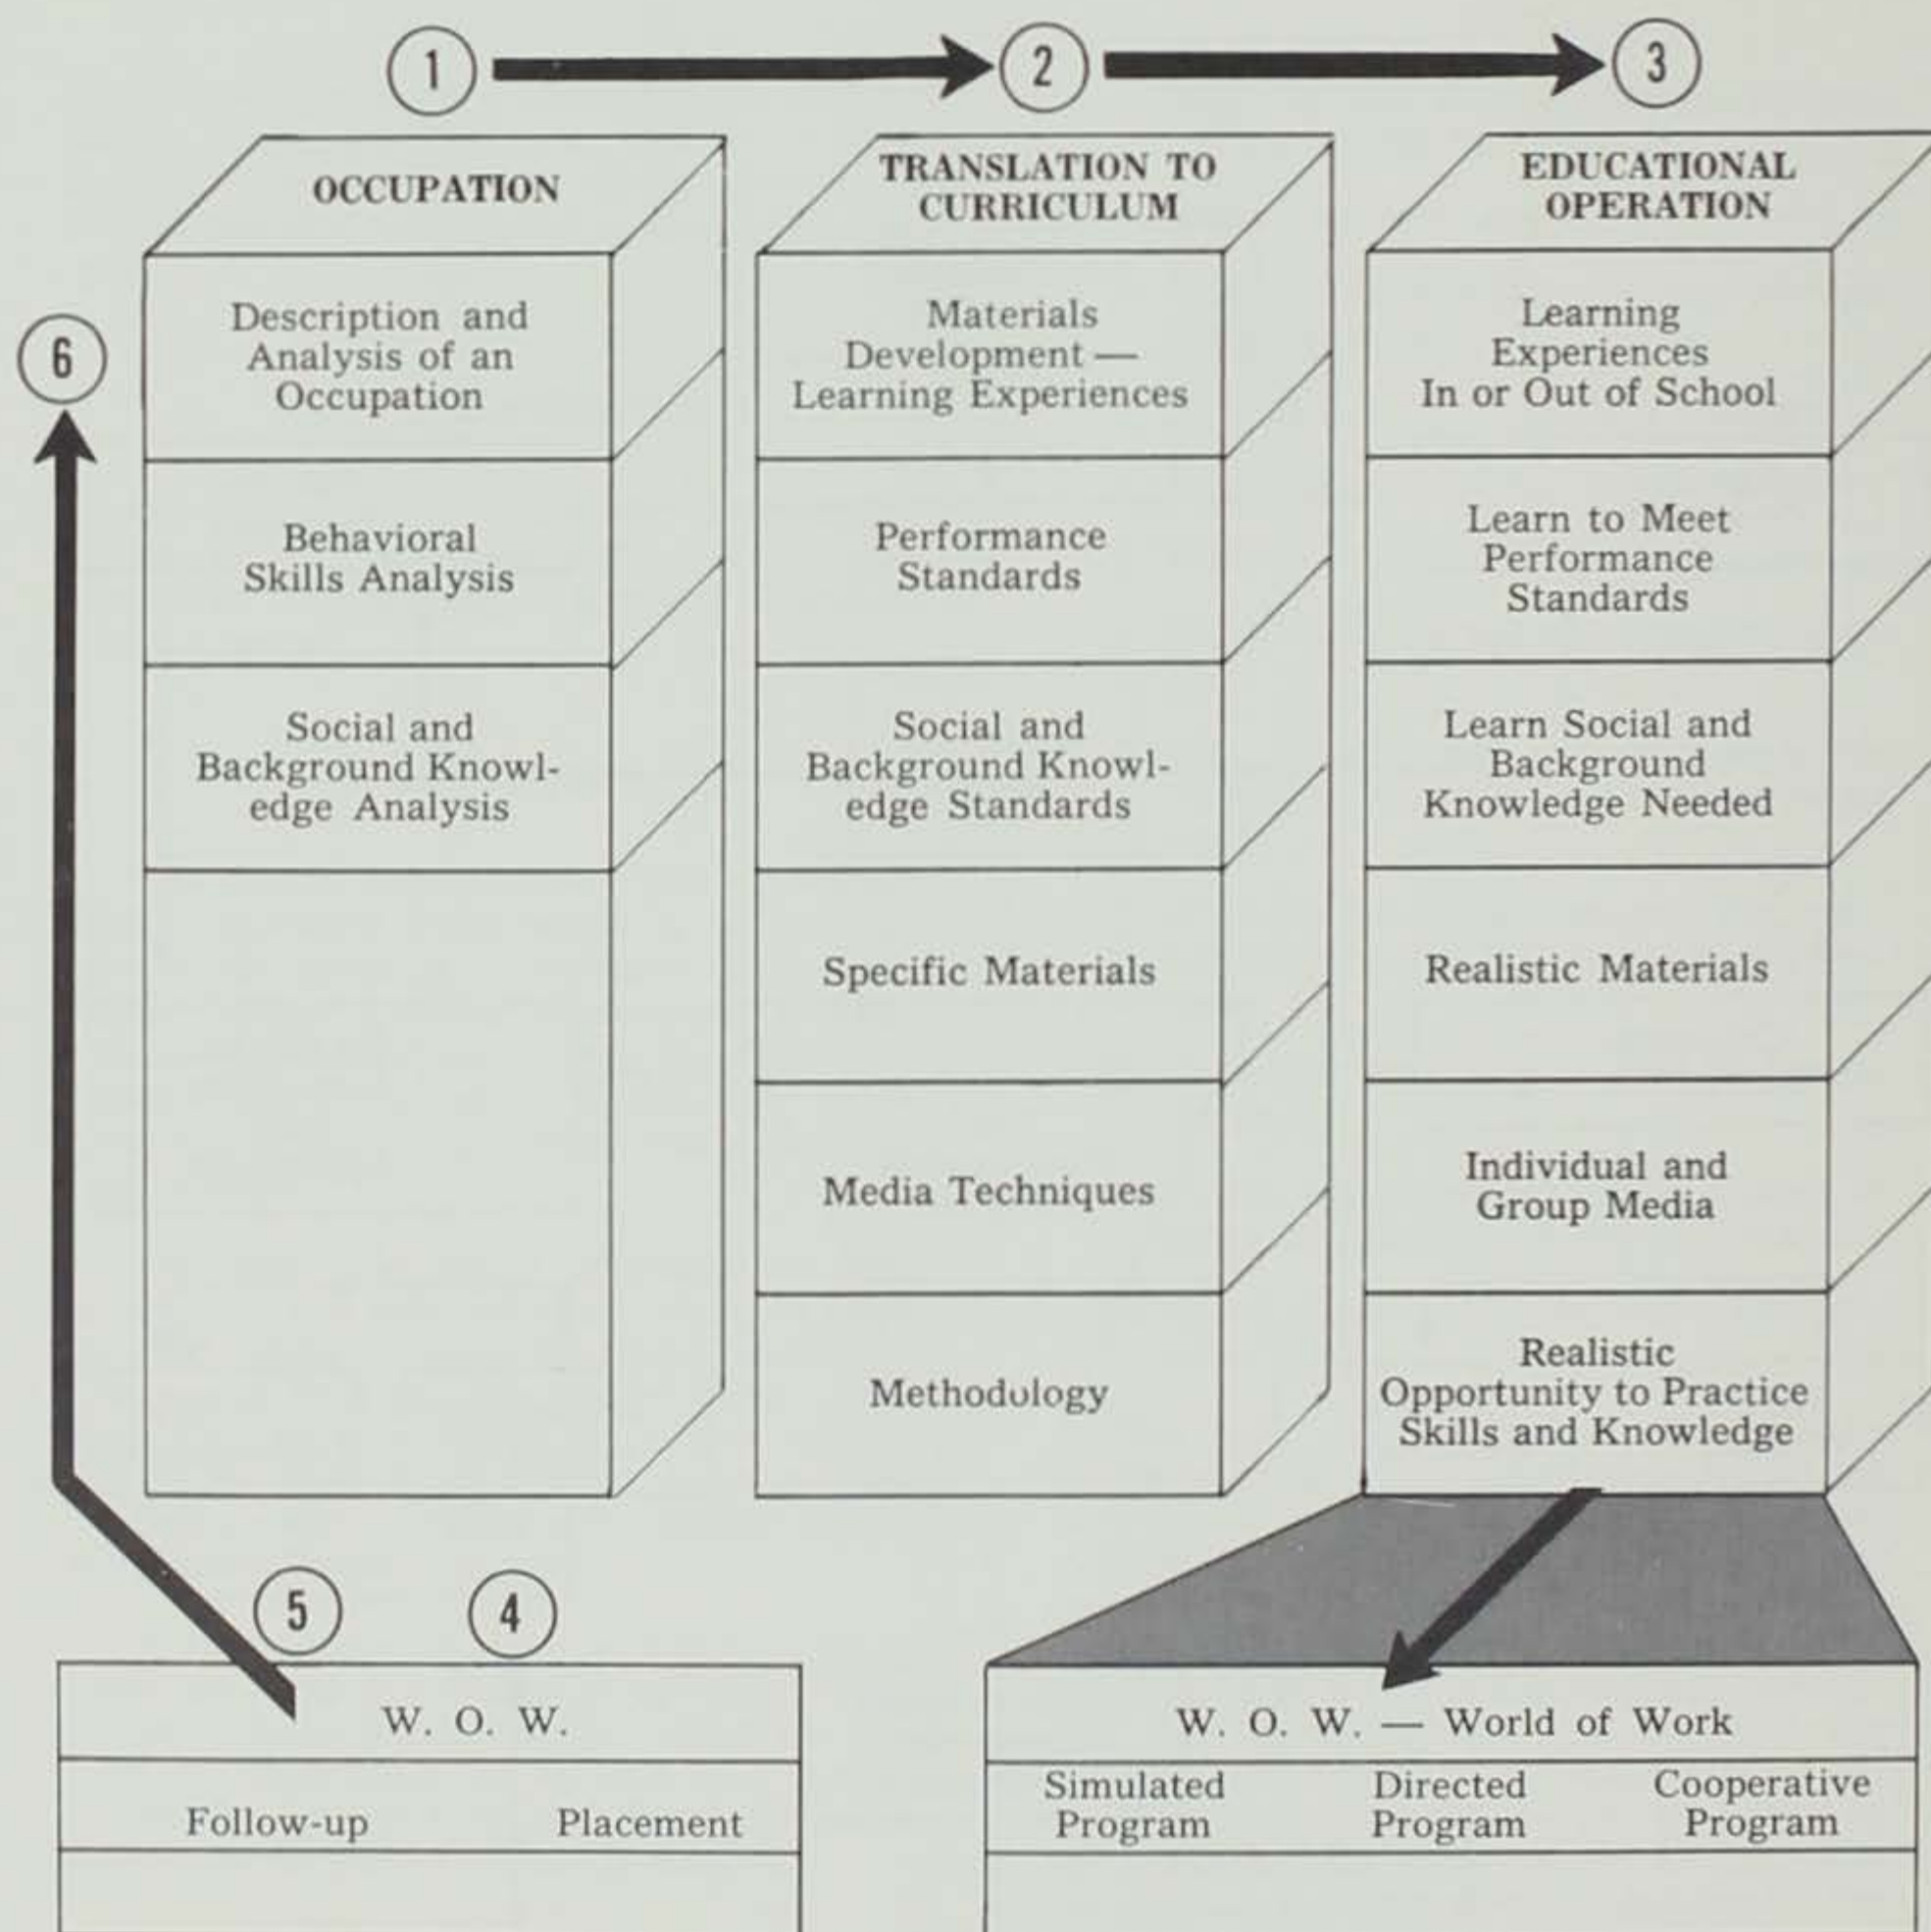 1
2
3
OCCUPATION
Description and
Analysis of an
Occupation
Behavioral
Skills Analysis
Social and
Background Knowl-
edge Analysis
TRANSLATION TO
CURRICULUM
Materials
Development —
Learning Experiences
Performance
Standards
Social and
Background Knowl-
edge Standards
Specific Materials
Media Techniques
Methodology
EDUCATIONAL
OPERATION
Learning
Experiences
In or Out of School
Learn to Meet
Performance
Standards
Learn Social and
Background
Knowledge Needed
Realistic Materials
Individual and
Group Media
Realistic
Opportunity to Practice
Skills and Knowledge
6
5
4
W. O. W.
Follow-up
Placement
W. O. W. — World of Work
Simulated
Program
Directed
Program
Cooperative
Program